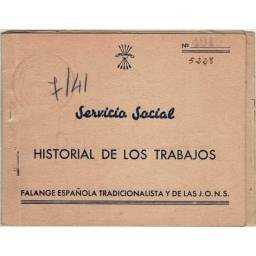 Nº
5228
7/41
Servicio Social
HISTORIAL DE LOS TRABAJOS
FALANGE ESPAÑOLA TRADICIONALISTA Y DE LAS J.O.N.S.